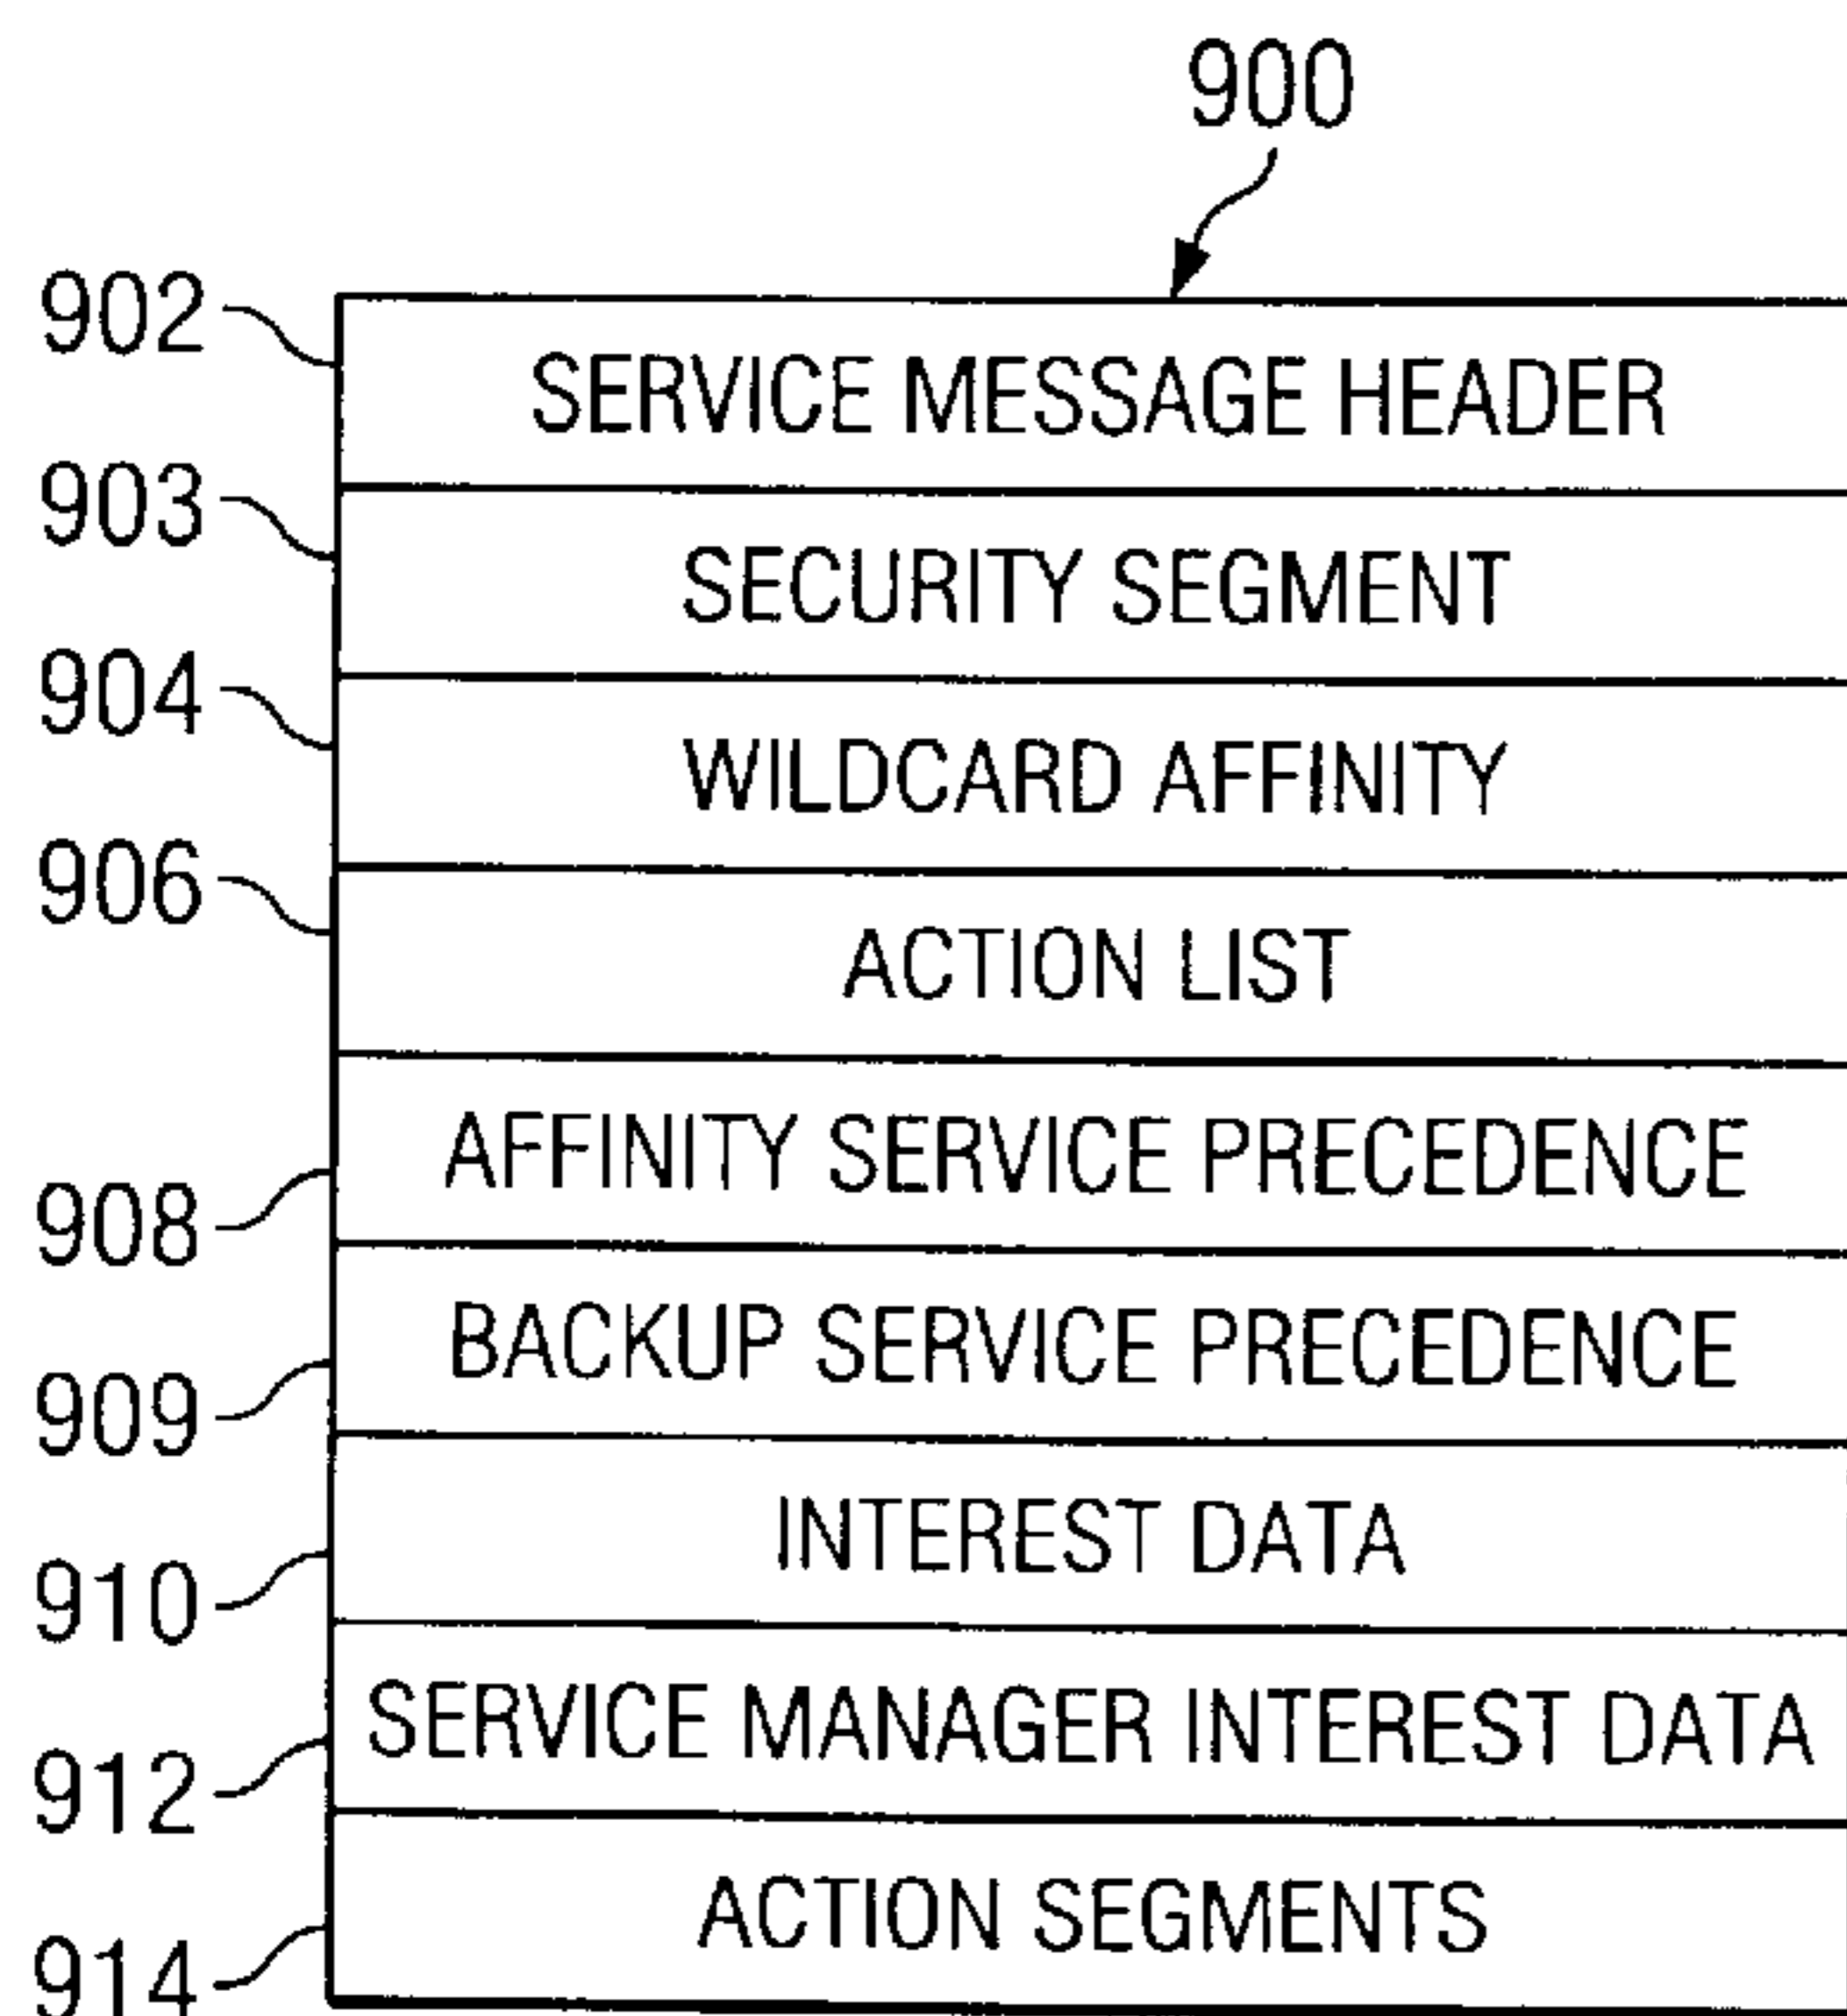 900
902 SERVICE MESSAGE HEADER
903 SECURITY SEGMENT
904 WILDCARD AFFINITY
906 ACTION LIST
908 AFFINITY SERVICE PRECEDENCE
909 BACKUP SERVICE PRECEDENCE
910 INTEREST DATA
912 SERVICE MANAGER INTEREST DATA
914 ACTION SEGMENTS